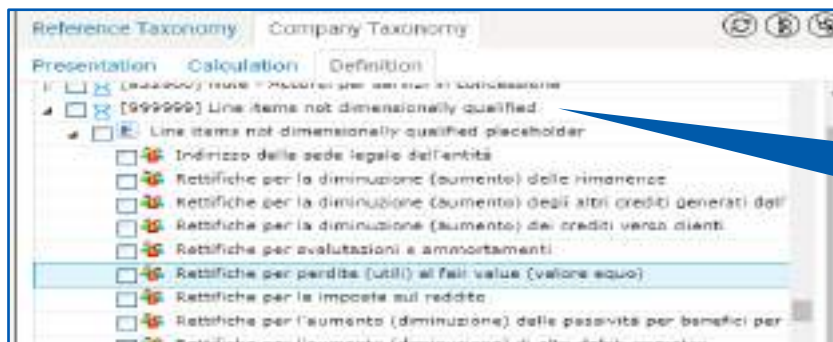 Reference Taxonomy Company Taxonomy
Presentation Calculation Definition
[999999] Line items not dimensionally qualified
Line items not dimensionally qualified placeholder
Indirizzo della sede legale dell'entità
Rettifiche per la diminuzione (aumento) delle rimanenze
Rettifiche per la diminuzione (aumento) degli altri crediti generati dall'
Rettifiche per la diminuzione (aumento) dei crediti verso clienti
Rettifiche per svalutazioni e ammortamenti
Rettifiche per perdite (utili) al fair value (valore equo)
Rettifiche per le imposte sul reddito
Rettifiche per l'aumento (diminuzione) delle passività per benefici per